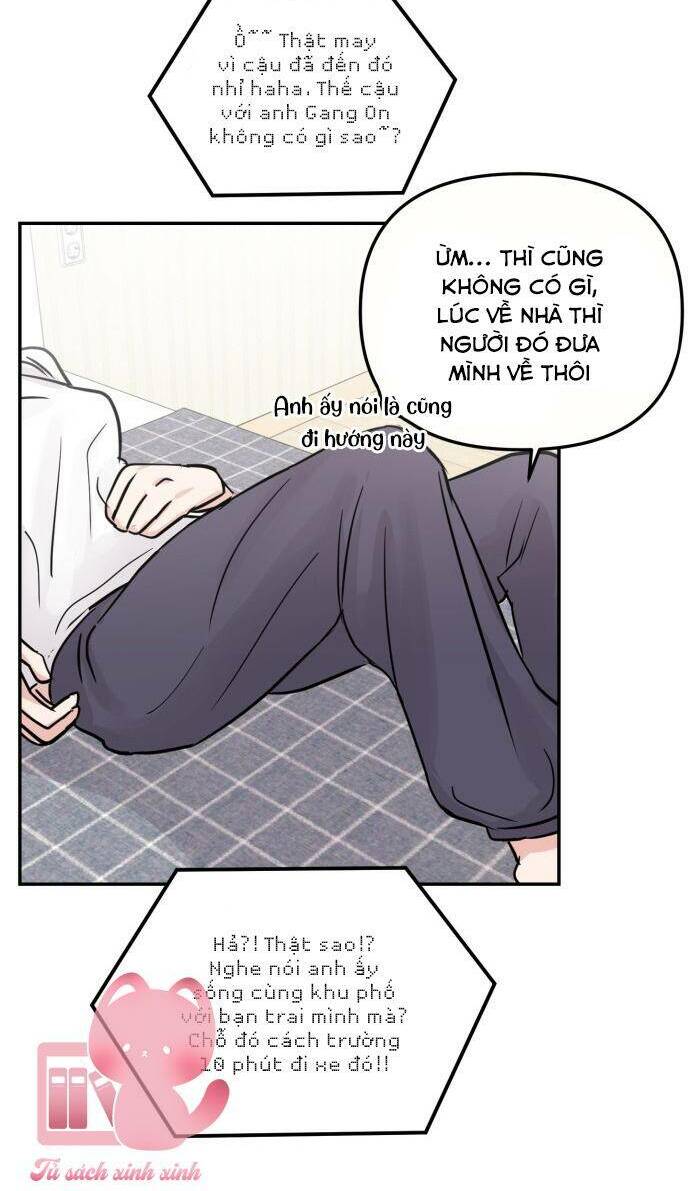 Ồ~~ Thật may
vì cậu đã đến đó
nhỉ haha. Thế cậu
với anh Gang On
không có gì sao~?
ỪM... THÌ CŨNG
KHÔNG CÓ GÌ,
LÚC VỀ NHÀ THÌ
NGƯỜI ĐÓ ĐƯA
MÌNH VỀ THÔI
Anh ấy nói là cũng
đi hướng này
Hả?! Thật sao!?
Nghe nói anh ấy
sống cùng khu phố
với bạn trai mình mà?
Chỗ đó cách trường
10 phút đi xe đó!!
Tủ sách xinh xinh